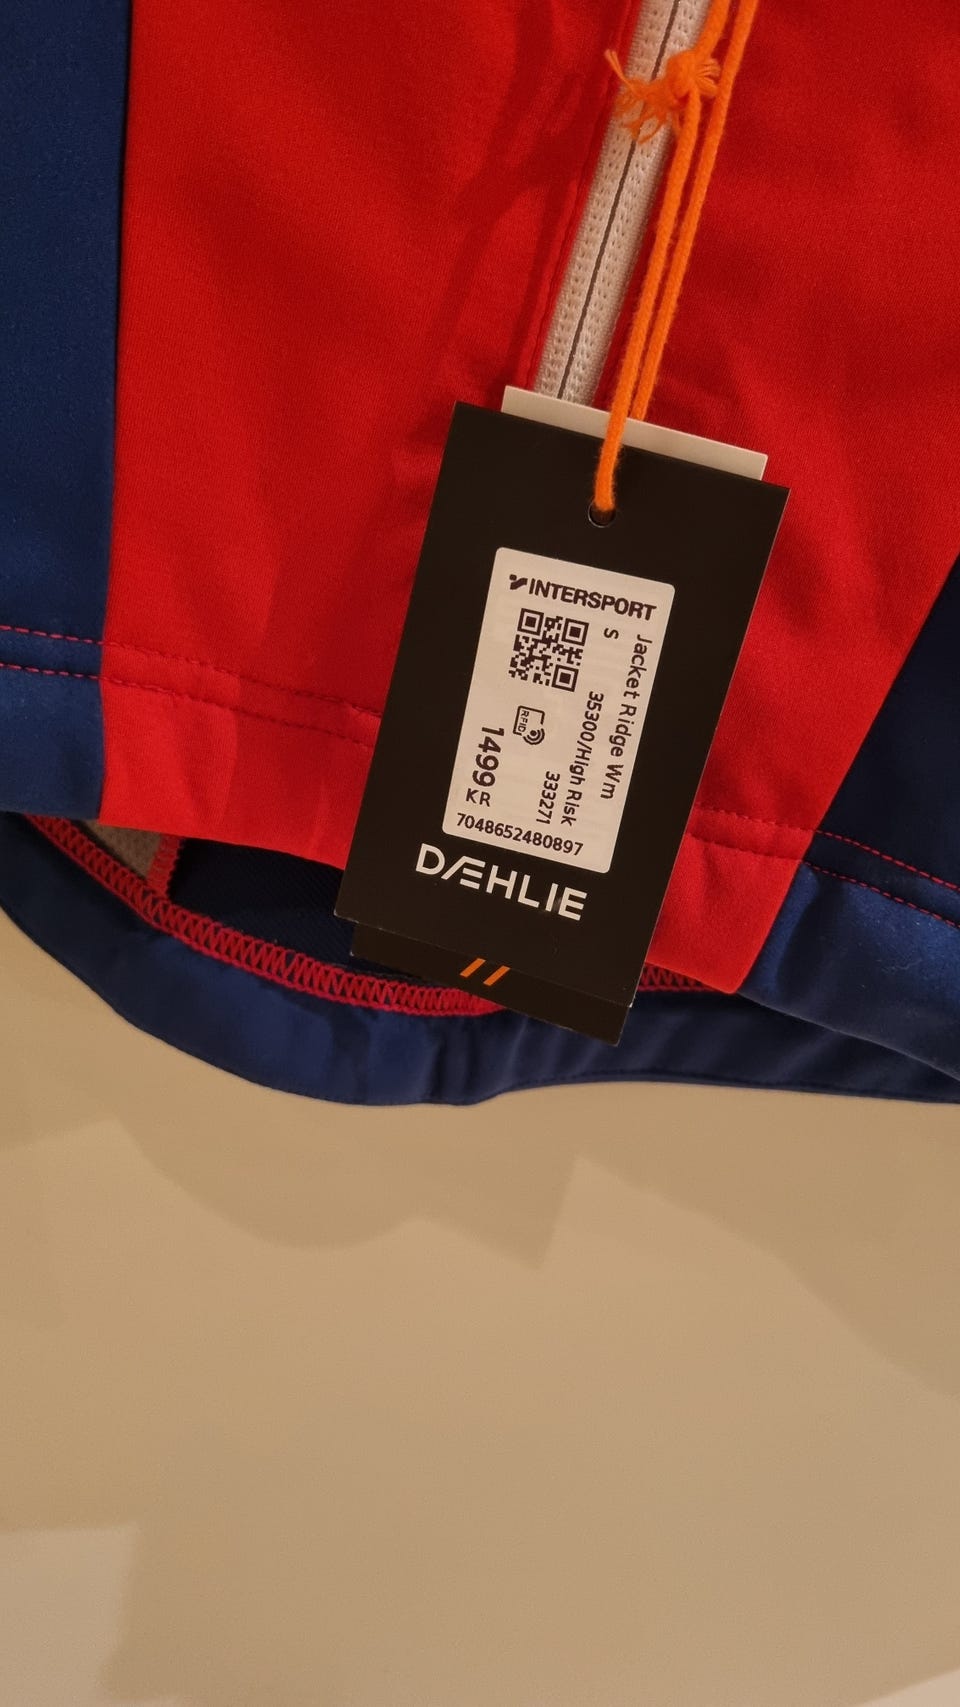 INTERSPORT
Jacket Ridge Wm
S
35300/High Risk
333271
RFID
1499
KR
7048652480897
DÆHLIE